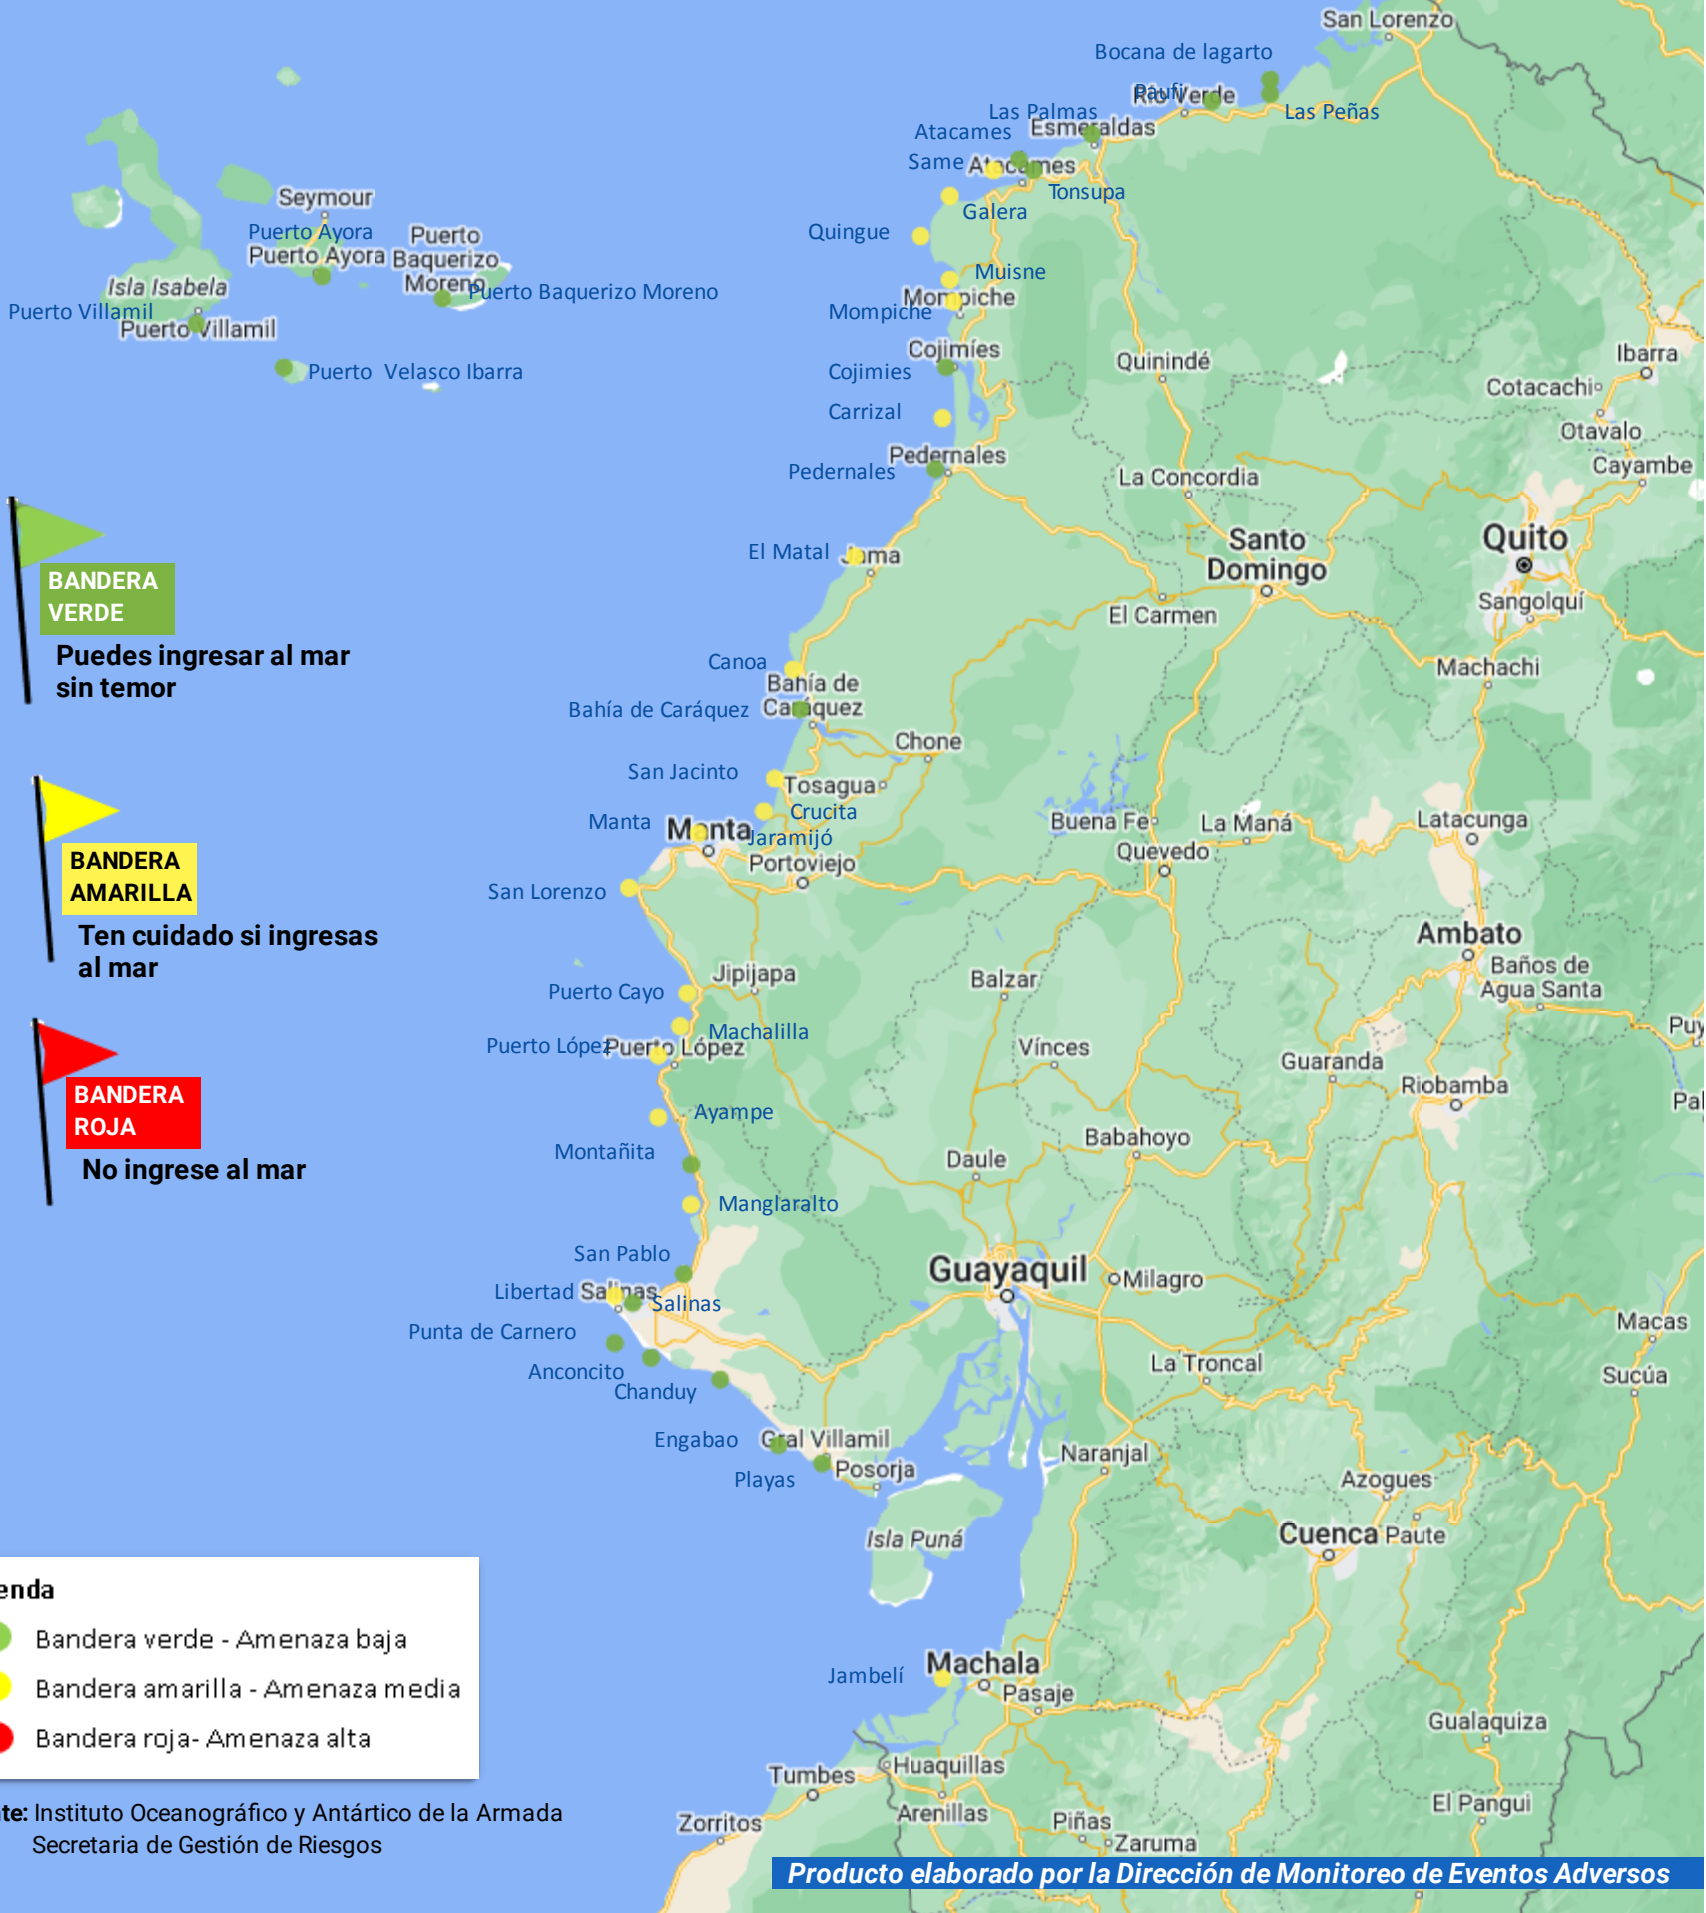 San Lorenzo
Bocana de lagarto
Río Verde
Las Peñas
Las Palmas
Esmeraldas
Atacames
Same
Atacames
Tonsupa
Galera
Quingue
Muisne
Mompiche
Mompiche
Cojimíes
Cojimies
Carrizal
Pedernales
Pedernales
El Matal
Jama
Canoa
Bahía de
Caráquez
Bahía de Caráquez
San Jacinto
Tosagua
Chone
Crucita
Manta
Manta
Jaramijó
Portoviejo
San Lorenzo
Jipijapa
Puerto Cayo
Machalilla
Puerto López
Puerto López
Ayampe
Montañita
Manglaralto
San Pablo
Libertad
Salinas
Salinas
Punta de Carnero
Anconcito
Chanduy
Engabao
Gral Villamil
Playas
Posorja
Isla Puná
Jambelí
Machala
Pasaje
Huaquillas
Tumbes
Arenillas
Zorritos
Piñas
Zaruma
Seymour
Puerto Ayora
Puerto Ayora
Puerto
Baquerizo
Moreno
Puerto Baquerizo Moreno
Isla Isabela
Puerto Villamil
Puerto Villamil
Puerto Velasco Ibarra
Quinindé
Ibarra
Cotacachi
Otavalo
Cayambe
La Concordia
Santo
Domingo
Quito
Sangolquí
El Carmen
Machachi
Buena Fe
La Maná
Latacunga
Quevedo
Ambato
Baños de
Agua Santa
Balzar
Vínces
Puy
Guaranda
Riobamba
Pal
Babahoyo
Daule
Guayaquil
Milagro
Macas
La Troncal
Sucúa
Naranjal
Azogues
Cuenca
Paute
Gualaquiza
El Pangui
BANDERA
VERDE
Puedes ingresar al mar
sin temor
BANDERA
AMARILLA
Ten cuidado si ingresas
al mar
BANDERA
ROJA
No ingrese al mar
enda
Bandera verde - Amenaza baja
Bandera amarilla - Amenaza media
Bandera roja- Amenaza alta
te: Instituto Oceanográfico y Antártico de la Armada
Secretaria de Gestión de Riesgos
Producto elaborado por la Dirección de Monitoreo de Eventos Adversos